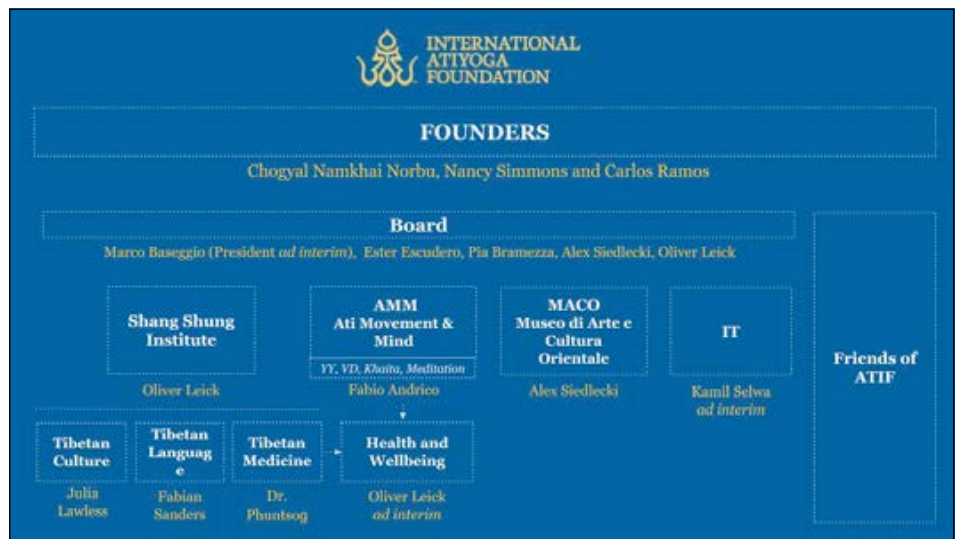 INTERNATIONAL
ATIYOGA
FOUNDATION
FOUNDERS
Chogyal Namkhai Norbu, Nancy Simmons and Carlos Ramos
Board
Marco Baseggio (President ad interim), Ester Escudero, Pia Bramezza, Alex Siedlecki, Oliver Leick
Shang Shung
Institute
Oliver Leick
AMM
Ati Movement &
Mind
YY, VD, Khaita, Meditation
Fabio Andrico
MACO
Museo di Arte e
Cultura
Orientale
Alex Siedlecki
IT
Kamil Selwa
ad interim
Friends of
ATIF
Tibetan
Culture
Julia
Lawless
Tibetan
Languag
e
Fabian
Sanders
Tibetan
Medicine
Dr.
Phuntsog
Health and
Wellbeing
Oliver Leick
ad interim